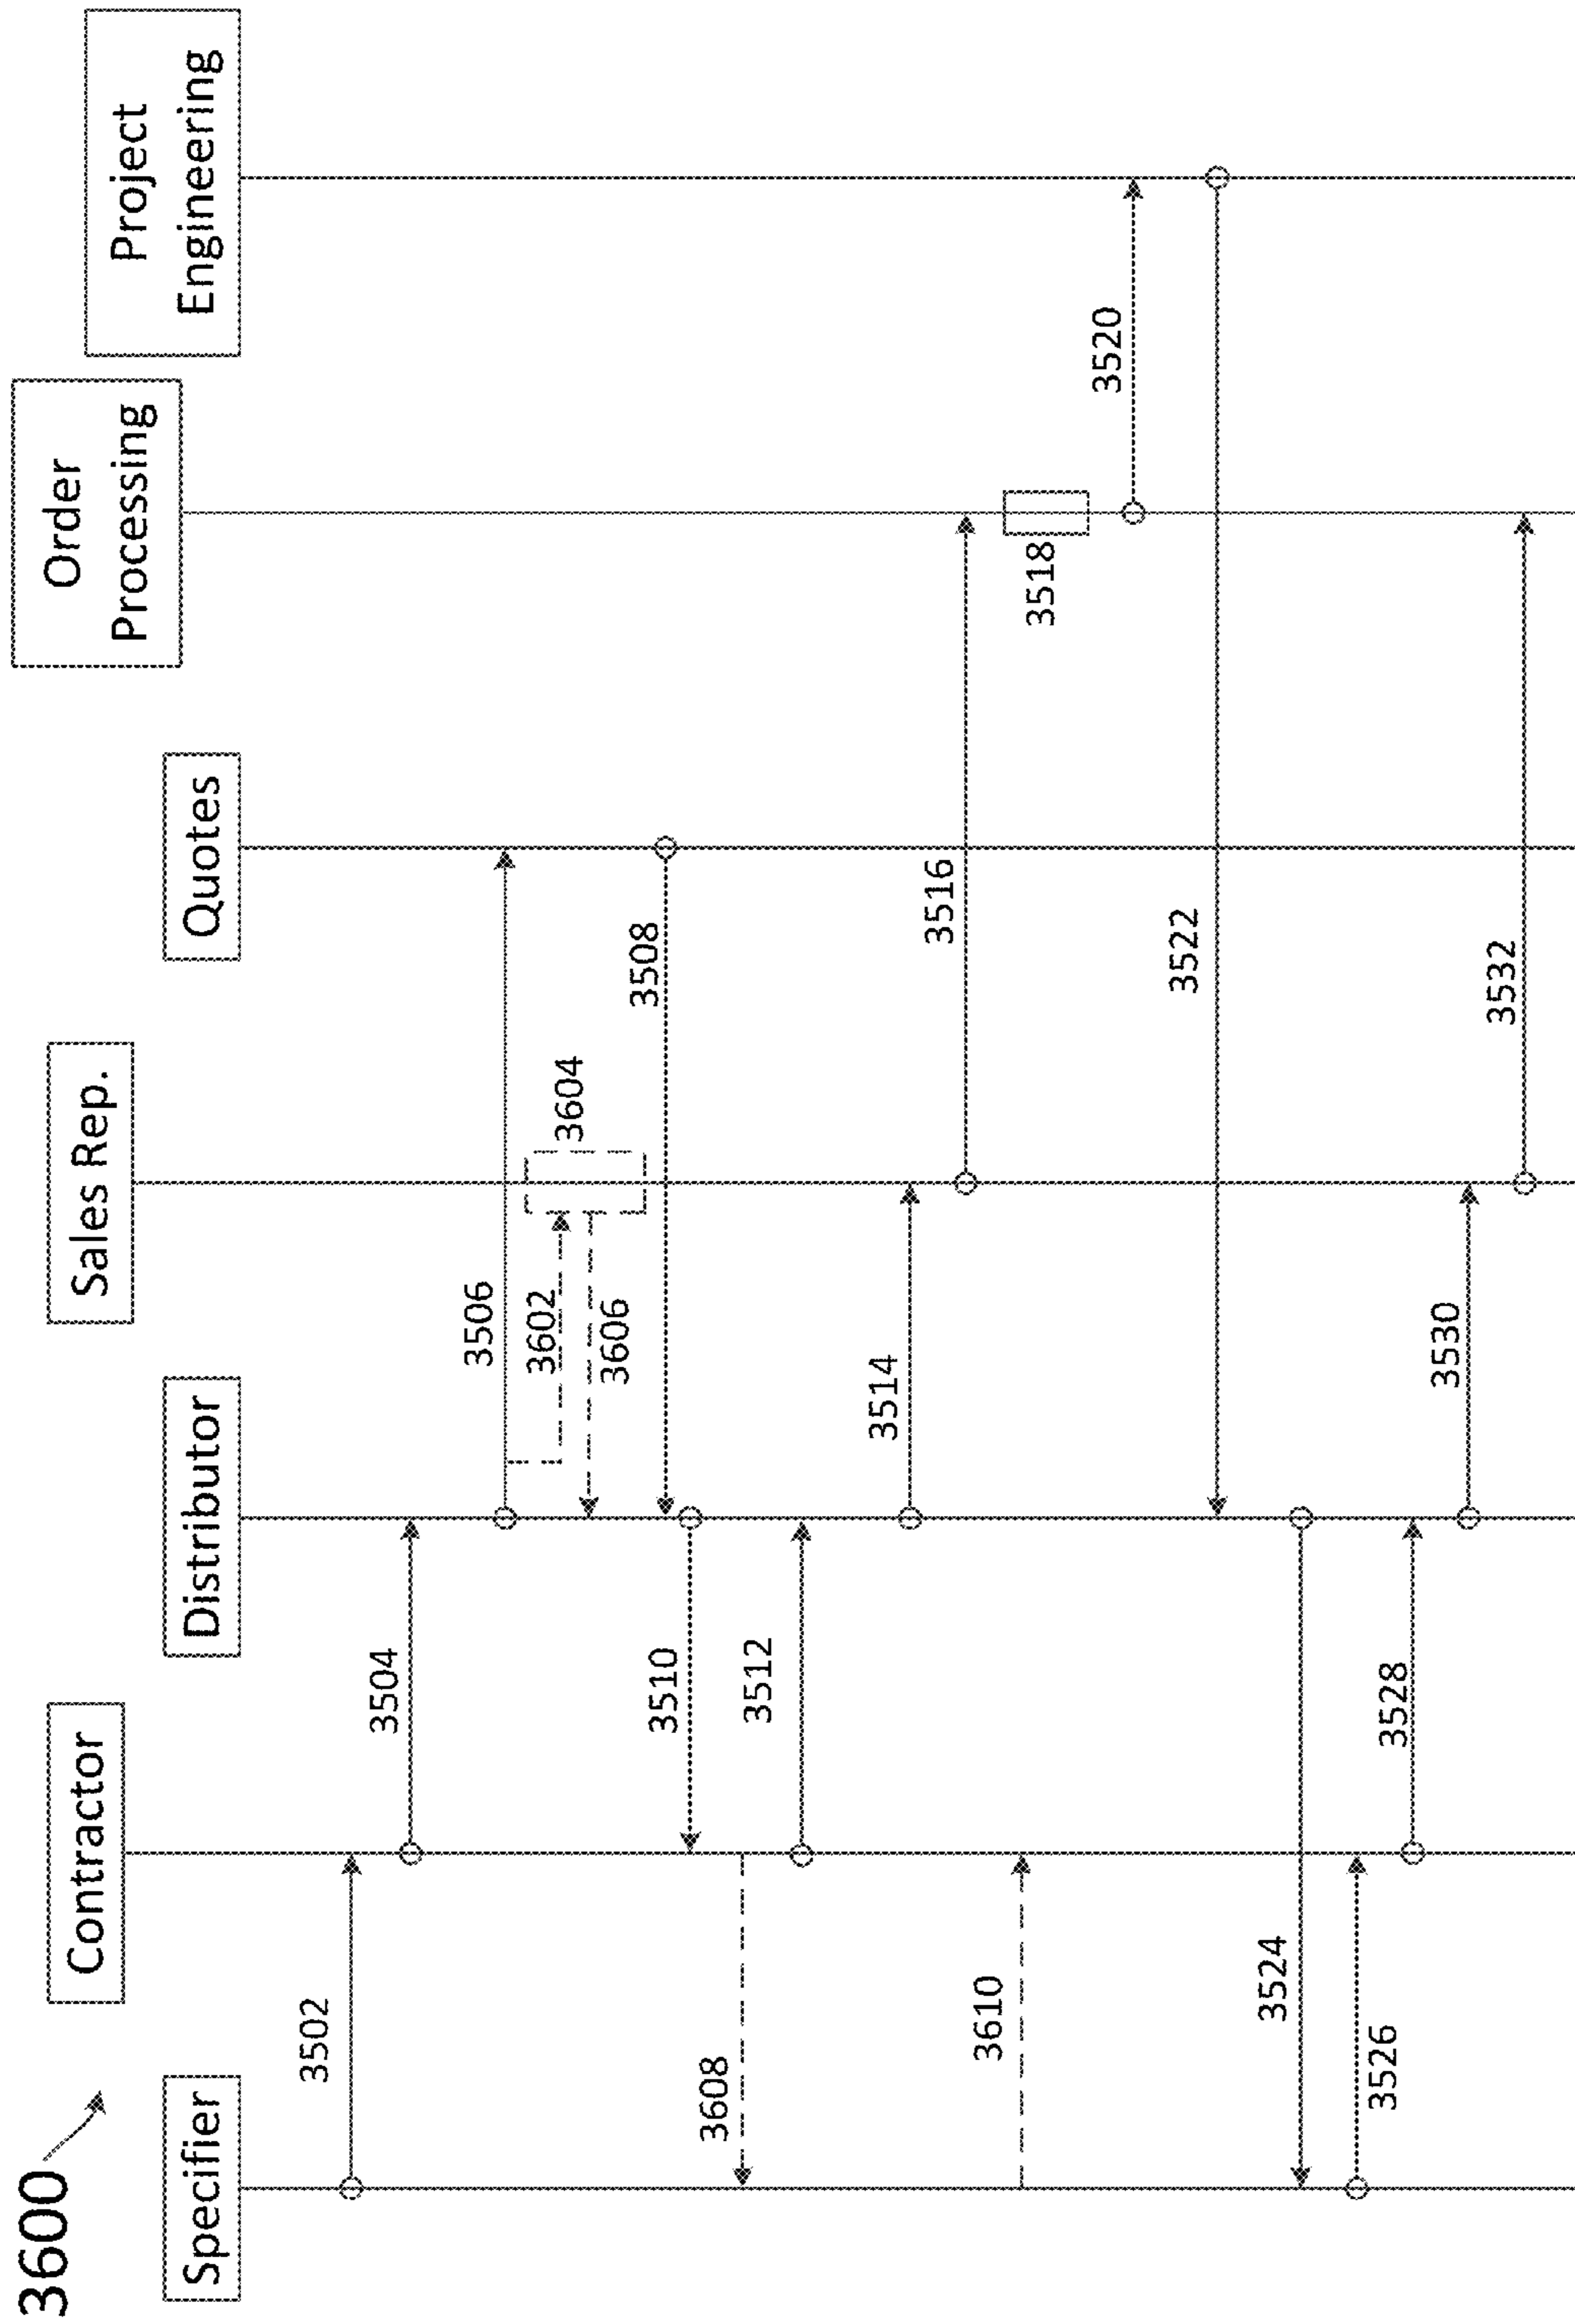 3600
Specifier
Contractor
Distributor
Sales Rep.
Quotes
Order
Processing
Project
Engineering
3502
3504
3506
3602
3604
3606
3508
3510
3608
3512
3514
3516
3610
3518
3520
3522
3524
3526
3528
3530
3532